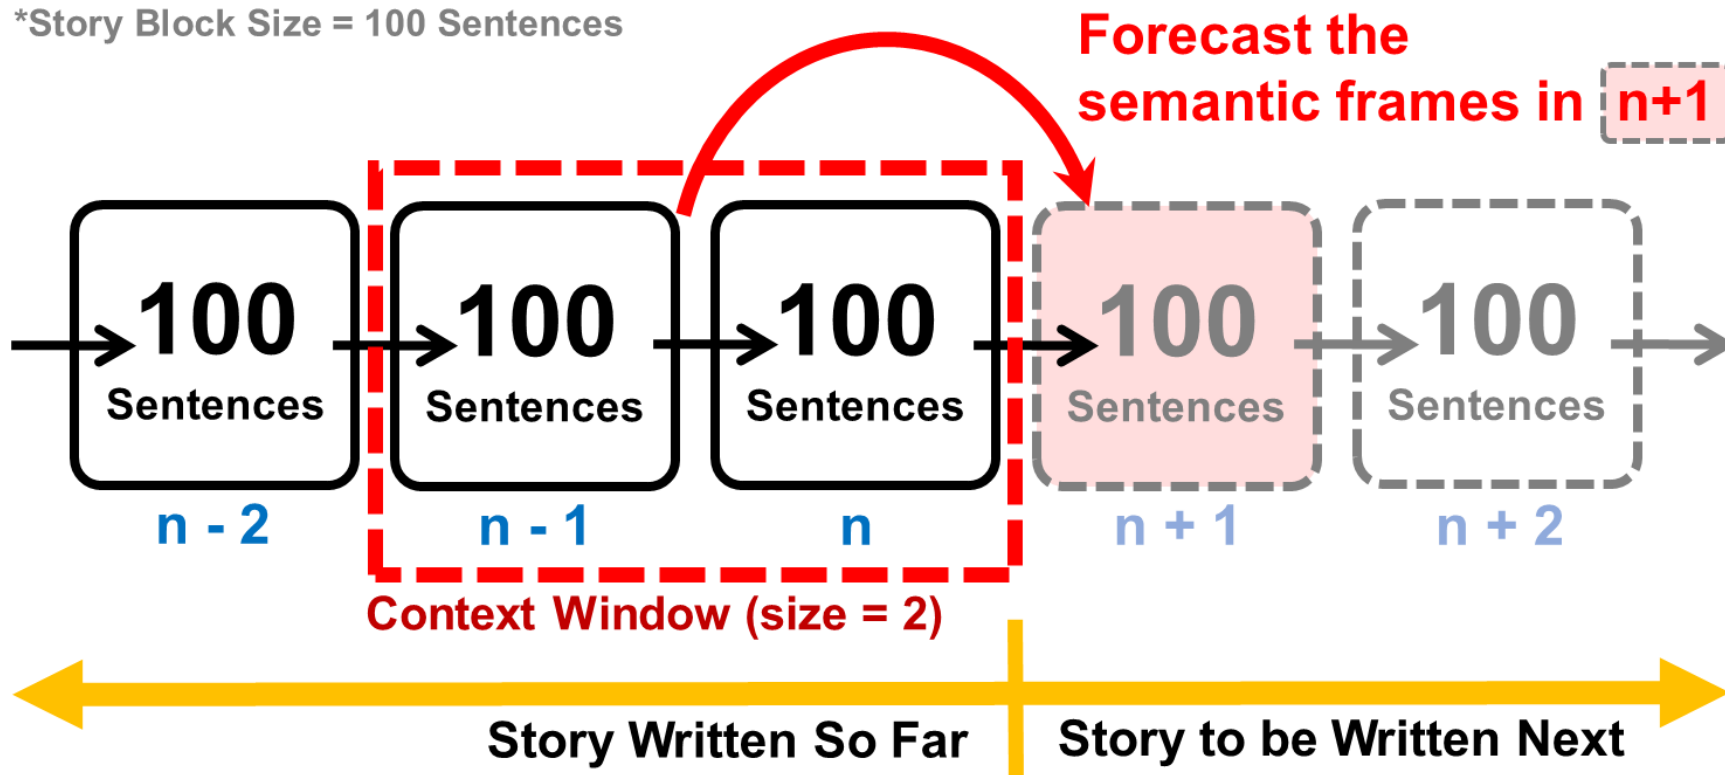 *Story Block Size = 100 Sentences
Forecast the
semantic frames in n+1
100
Sentences
100
Sentences
100
Sentences
100
Sentences
100
Sentences
n - 2
n - 1
n
n + 1
n + 2
Context Window (size = 2)
Story Written So Far
Story to be Written Next